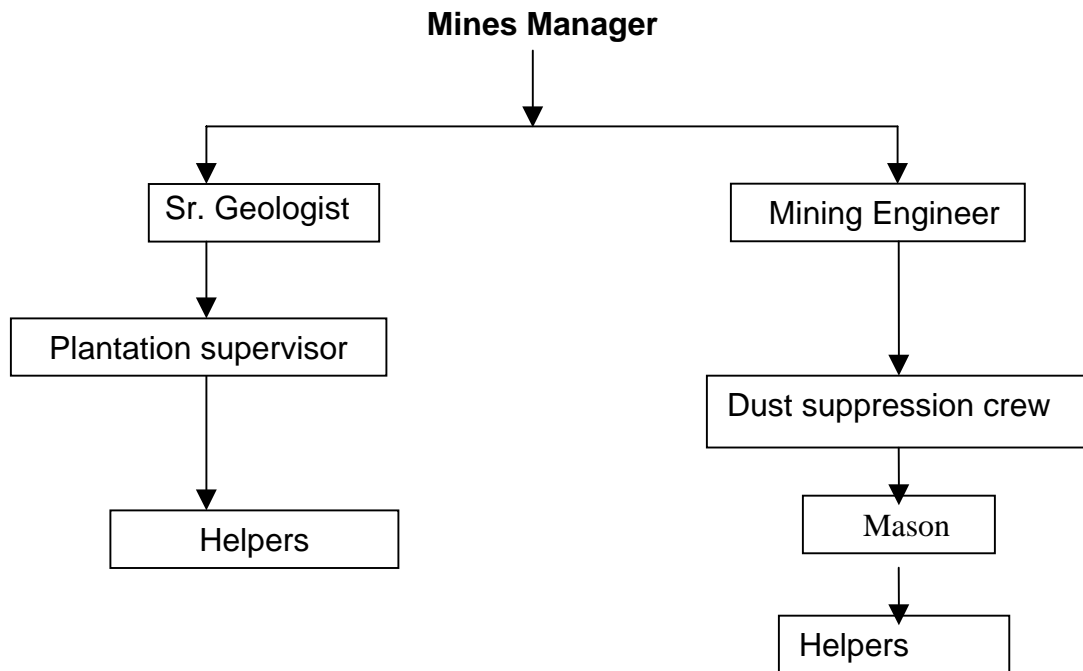 Mines Manager
Sr. Geologist
Mining Engineer
Plantation supervisor
Dust suppression crew
Mason
Helpers
Helpers